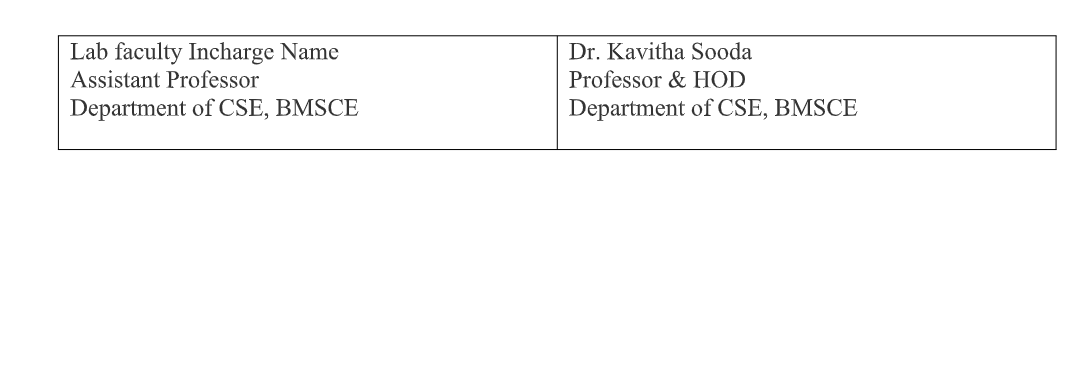 Lab faculty Incharge Name
Assistant Professor
Department of CSE, BMSCE
Dr. Kavitha Sooda
Professor & HOD
Department of CSE, BMSCE